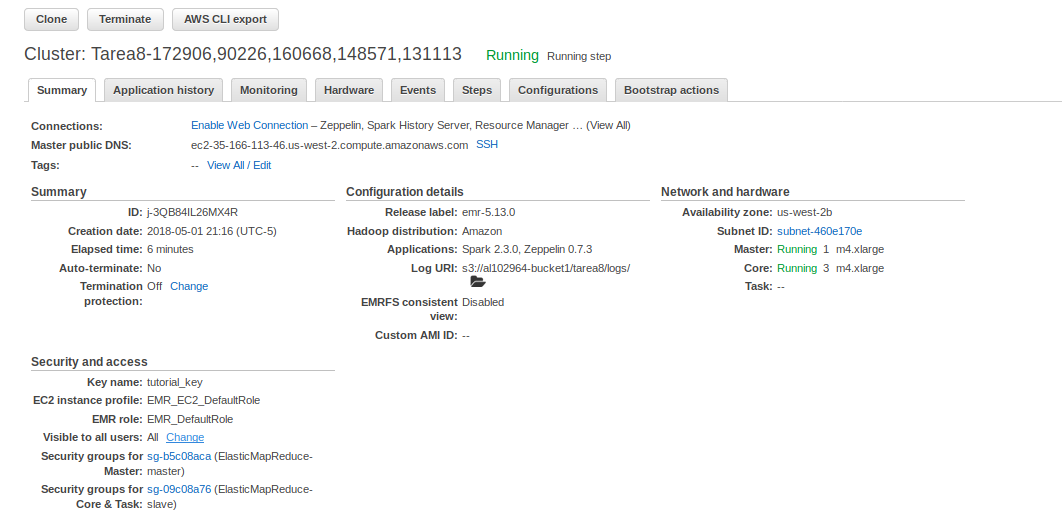 Clone Terminate AWS CLI export
Cluster: Tarea8-172906,90226,160668,148571,131113 Running Running step
Summary Application history Monitoring Hardware Events Steps Configurations Bootstrap actions
Connections: Enable Web Connection – Zeppelin, Spark History Server, Resource Manager … (View All)
Master public DNS: ec2-35-166-113-46.us-west-2.compute.amazonaws.com SSH
Tags: -- View All / Edit
Summary
ID: j-3QB84IL26MX4R
Creation date: 2018-05-01 21:16 (UTC-5)
Elapsed time: 6 minutes
Auto-terminate: No
Termination Off Change
protection:
Configuration details
Release label: emr-5.13.0
Hadoop distribution: Amazon
Applications: Spark 2.3.0, Zeppelin 0.7.3
Log URI: s3://al102964-bucket1/tarea8/logs/
EMRFS consistent Disabled
view:
Custom AMI ID: --
Network and hardware
Availability zone: us-west-2b
Subnet ID: subnet-460e170e
Master: Running 1 m4.xlarge
Core: Running 3 m4.xlarge
Task: --
Security and access
Key name: tutorial_key
EC2 instance profile: EMR_EC2_DefaultRole
EMR role: EMR_DefaultRole
Visible to all users: All Change
Security groups for sg-b5c08aca (ElasticMapReduce-
Master: master)
Security groups for sg-09c08a76 (ElasticMapReduce-
Core & Task: slave)